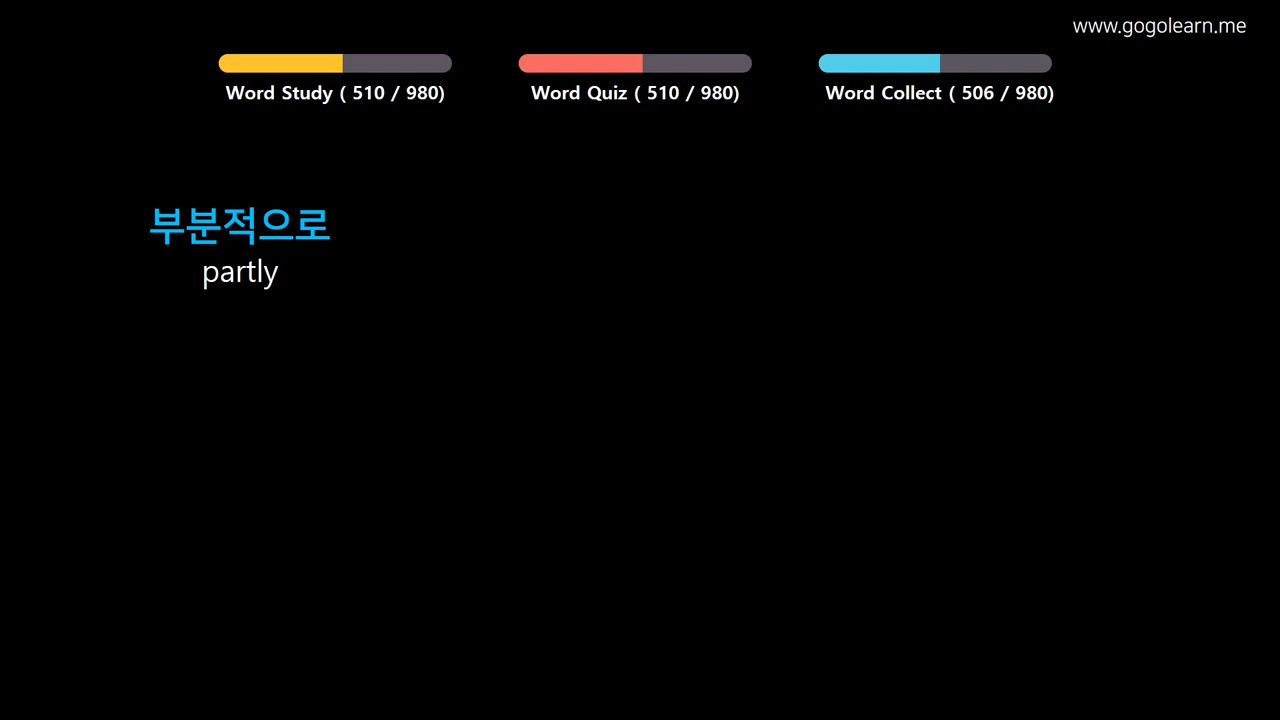 www.gogolearn.me
Word Study ( 510 / 980)
Word Quiz ( 510 / 980)
Word Collect ( 506 / 980)
부분적으로
partly